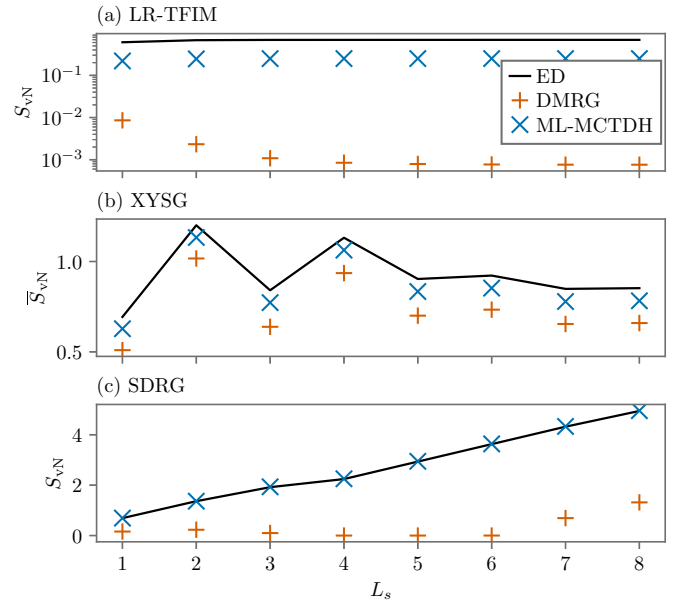 (a) LR-TFIM
10⁻¹
10⁻²
10⁻³
S_vN
ED
DMRG
ML-MCTDH
(b) XYSG
1.0
0.5
S̅_vN
(c) SDRG
4
2
0
S_vN
1 2 3 4 5 6 7 8
L_s